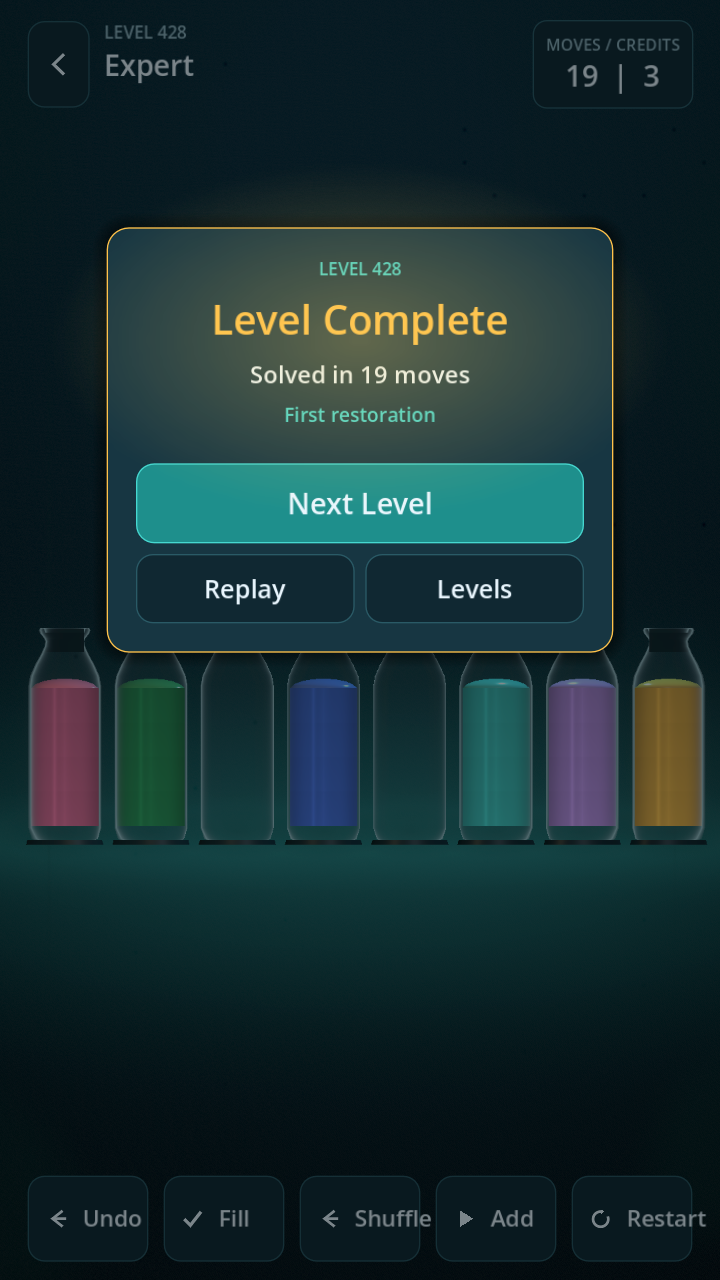 LEVEL 428
Expert
MOVES / CREDITS
19 | 3
LEVEL 428
Level Complete
Solved in 19 moves
First restoration
Next Level
Replay
Levels
Undo
Fill
Shuffle
Add
Restart